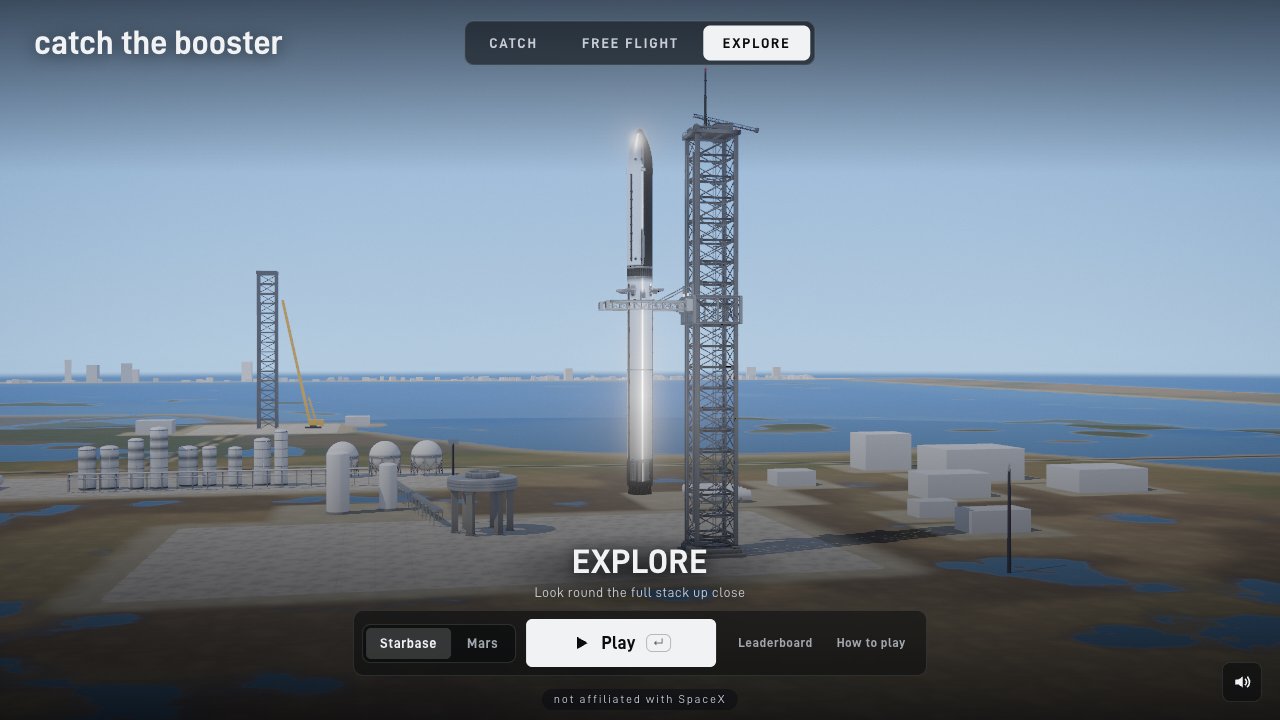 catch the booster
CATCH
FREE FLIGHT
EXPLORE
EXPLORE
Look round the full stack up close
Starbase
Mars
Play
Leaderboard
How to play
not affiliated with SpaceX